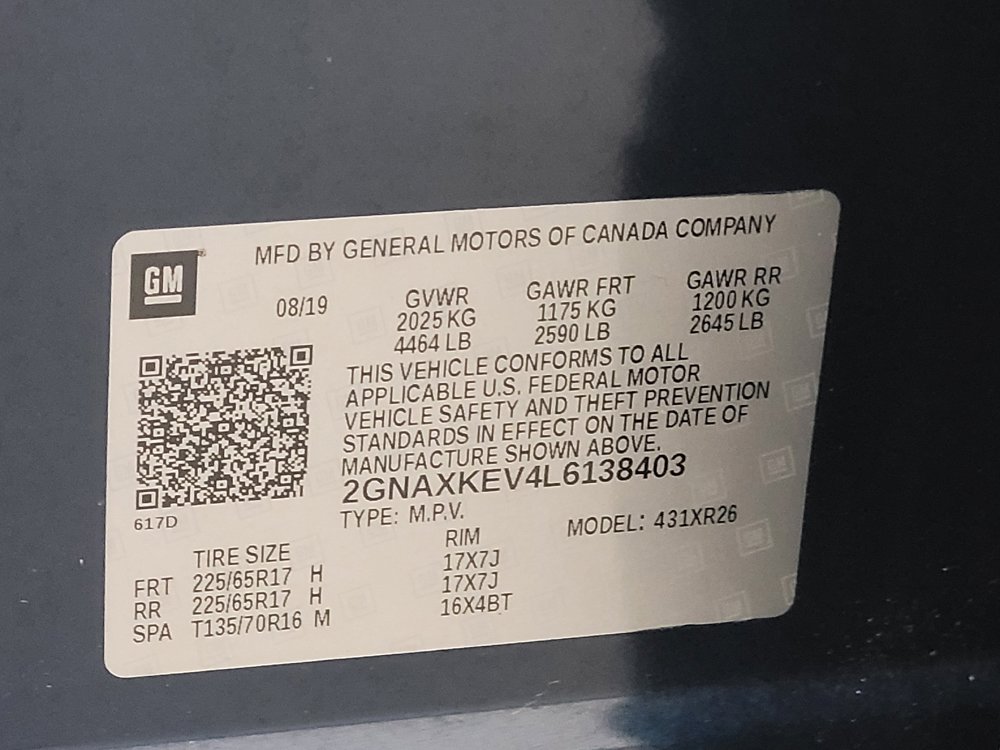 MFD BY GENERAL MOTORS OF CANADA COMPANY
GM
08/19
GVWR
2025 KG
4464 LB
GAWR FRT
1175 KG
2590 LB
GAWR RR
1200 KG
2645 LB
THIS VEHICLE CONFORMS TO ALL
APPLICABLE U.S. FEDERAL MOTOR
VEHICLE SAFETY AND THEFT PREVENTION
STANDARDS IN EFFECT ON THE DATE OF
MANUFACTURE SHOWN ABOVE.
2GNAXKEV4L6138403
617D
TYPE: M.P.V. MODEL: 431XR26
TIRE SIZE RIM
FRT 225/65R17 H 17X7J
RR 225/65R17 H 17X7J
SPA T135/70R16 M 16X4BT